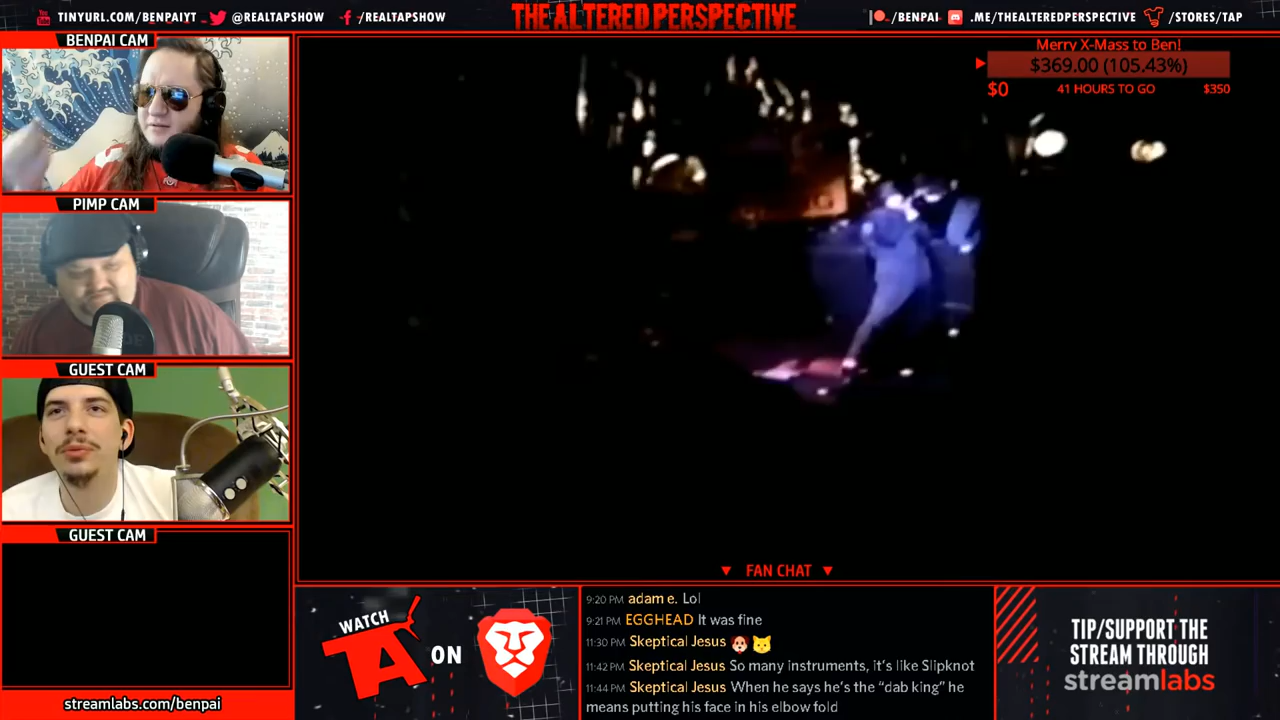 TINYURL.COM/BENPAIYT @REALTAPSHOW /REALTAPSHOW THE ALTERED PERSPECTIVE /BENPAI .ME/THEALTEREDPERSPECTIVE /STORES/TAP
BENPAI CAM
Merry X-Mass to Ben!
$369.00 (105.43%)
$0 41 HOURS TO GO $350
PIMP CAM
GUEST CAM
GUEST CAM
FAN CHAT
WATCH
TA ON
9:20 PM adam e. Lol
9:21 PM EGGHEAD It was fine
11:30 PM Skeptical Jesus 🐶 🐱
11:42 PM Skeptical Jesus So many instruments, it's like Slipknot
11:44 PM Skeptical Jesus When he says he's the "dab king" he
means putting his face in his elbow fold
TIP/SUPPORT THE
STREAM THROUGH
streamlabs
streamlabs.com/benpai